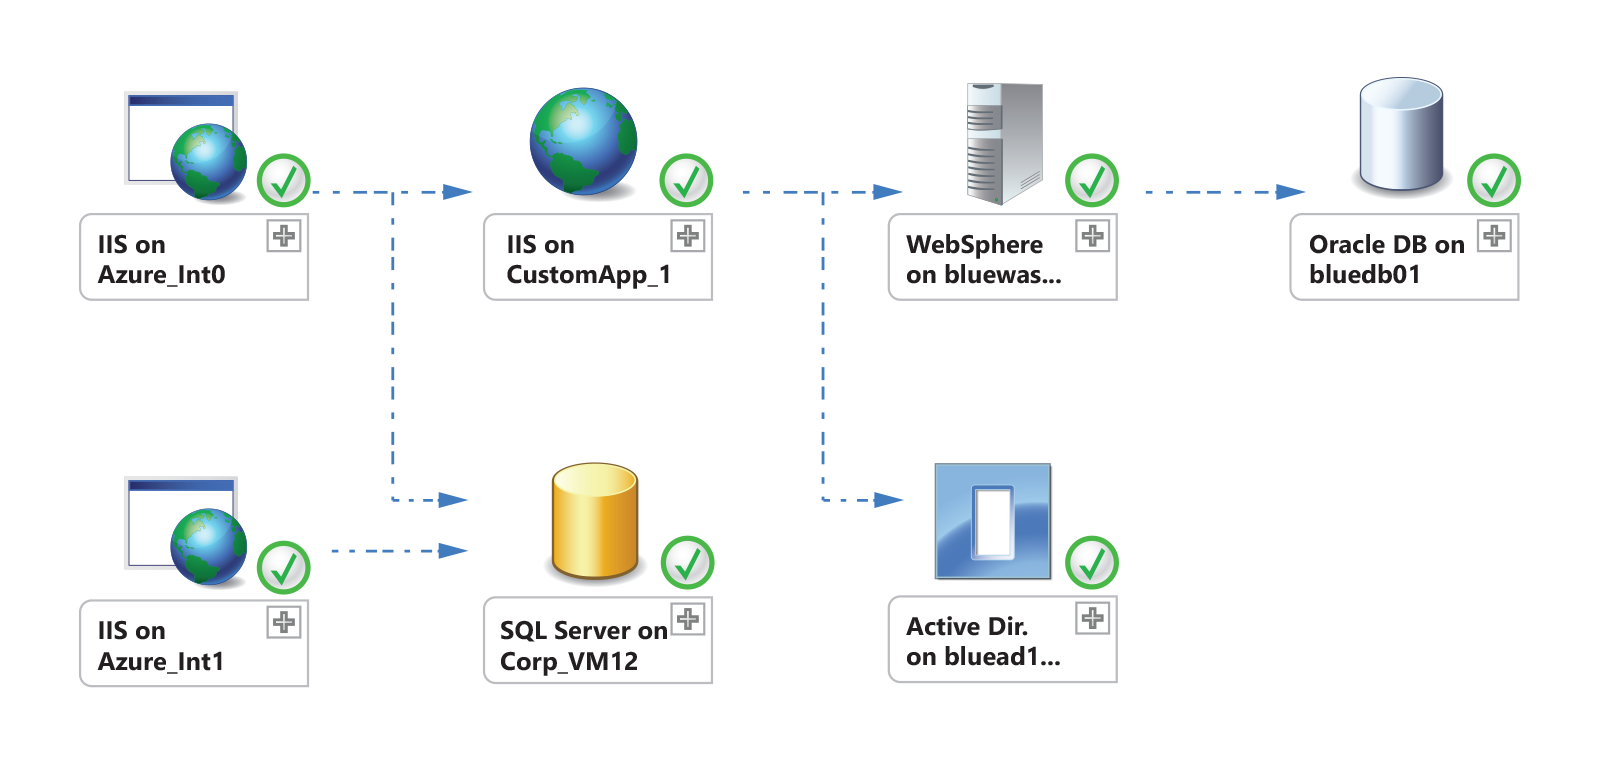 IIS on
Azure_Int0
IIS on
CustomApp_1
WebSphere
on bluewas...
Oracle DB on
bluedb01
IIS on
Azure_Int1
SQL Server on
Corp_VM12
Active Dir.
on bluead1...